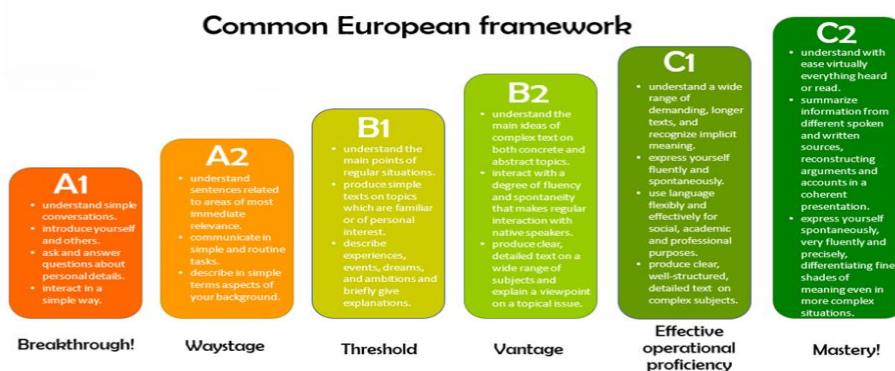 Common European framework
A1
• understand simple
conversations.
• introduce yourself
and others.
• ask and answer
questions about
personal details.
• interact in a
simple way.
Breakthrough!
A2
• understand
sentences related
to areas of most
immediate
relevance.
• communicate in
simple and routine
tasks.
• describe in simple
terms aspects of
your background.
Waystage
B1
• understand the
main points of
regular situations.
• produce simple
texts on topics
which are familiar
or of personal
interest.
• describe
experiences,
events, dreams,
and ambitions and
briefly give
explanations.
Threshold
B2
• understand the
main ideas of
complex text on
both concrete and
abstract topics.
• interact with a
degree of fluency
and spontaneity
that makes regular
interaction with
native speakers.
• produce clear,
detailed text on a
wide range of
subjects and
explain a viewpoint
on a topical issue.
Vantage
C1
• understand a wide
range of
demanding, longer
texts, and
recognize implicit
meaning.
• express yourself
fluently and
spontaneously.
• use language
flexibly and
effectively for
social, academic
and professional
purposes.
• produce clear,
well-structured,
detailed text on
complex subjects.
Effective
operational
proficiency
C2
• understand with
ease virtually
everything heard
or read.
• summarize
information from
different spoken
and written
sources,
reconstructing
arguments and
accounts in a
coherent
presentation.
• express yourself
spontaneously,
very fluently and
precisely,
differentiating fine
shades of
meaning even in
more complex
situations.
Mastery!